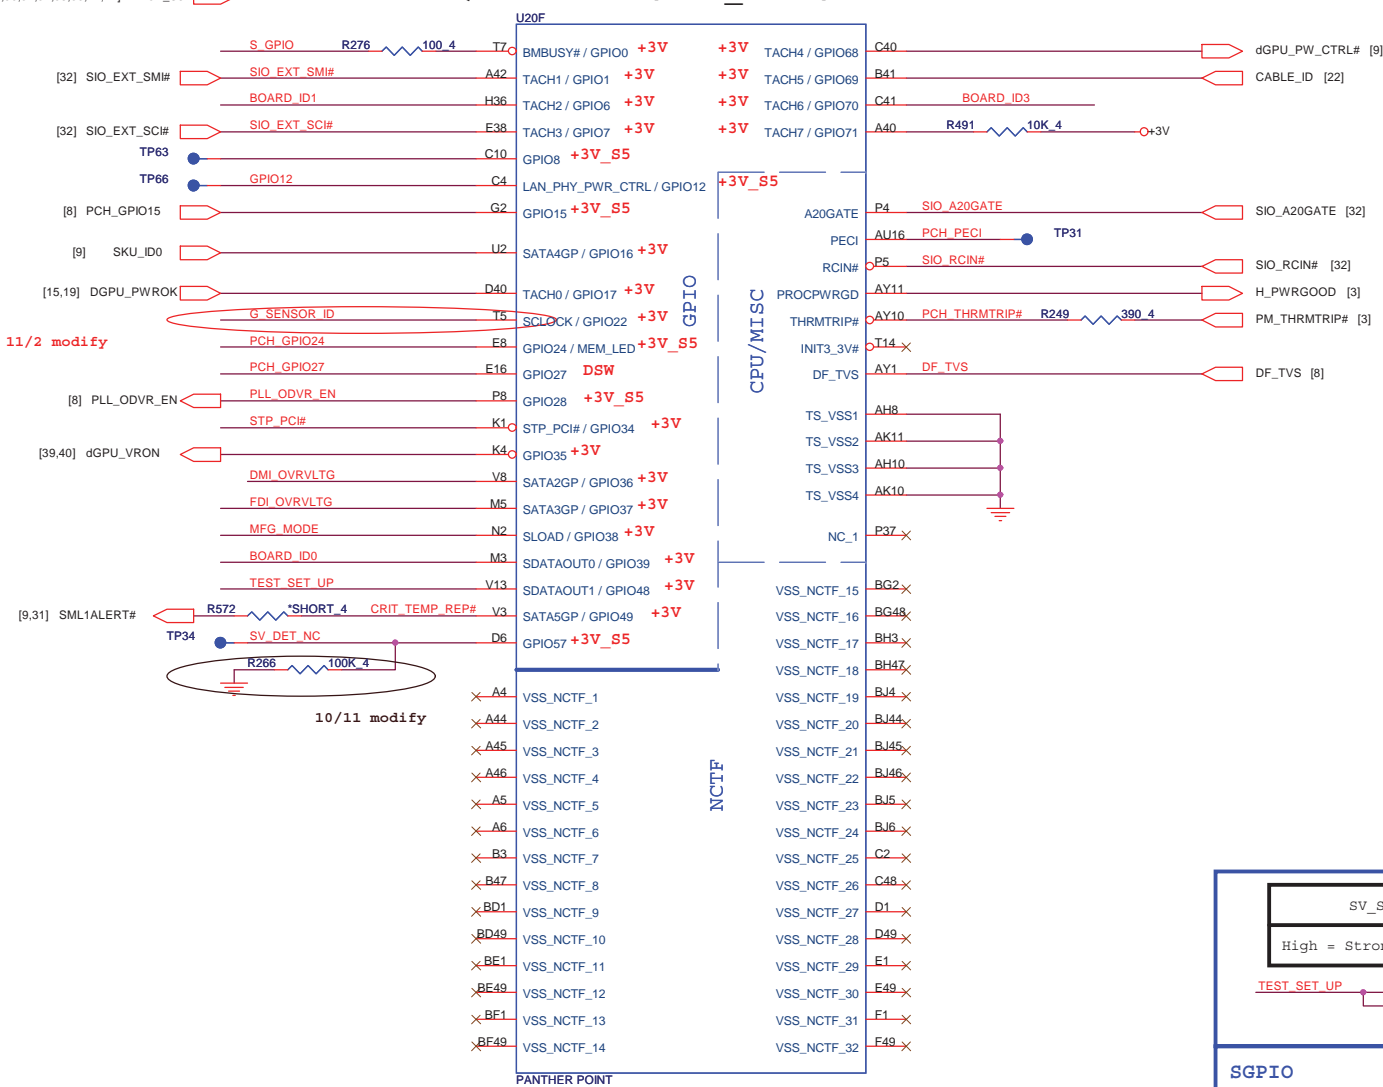 U20F
S_GPIO R276 100_4 T7 BMBUSY# / GPIO0 +3V +3V TACH4 / GPIO68 C40 dGPU_PW_CTRL# [9]
[32] SIO_EXT_SMI# SIO_EXT_SMI# A42 TACH1 / GPIO1 +3V +3V TACH5 / GPIO69 B41 CABLE_ID [22]
BOARD_ID1 H36 TACH2 / GPIO6 +3V +3V TACH6 / GPIO70 C41 BOARD_ID3
[32] SIO_EXT_SCI# SIO_EXT_SCI# E38 TACH3 / GPIO7 +3V +3V TACH7 / GPIO71 A40 R491 10K_4 +3V
TP63 C10 GPIO8 +3V_S5
TP66 GPIO12 C4 LAN_PHY_PWR_CTRL / GPIO12 +3V_S5
[8] PCH_GPIO15 G2 GPIO15 +3V_S5 A20GATE P4 SIO_A20GATE SIO_A20GATE [32]
PECI AU16 PCH_PECI TP31
[9] SKU_ID0 U2 SATA4GP / GPIO16 +3V
RCIN# P5 SIO_RCIN# SIO_RCIN# [32]
[15,19] DGPU_PWROK D40 TACH0 / GPIO17 +3V PROCPWRGD AY11 H_PWRGOOD [3]
G_SENSOR_ID T5 SCLOCK / GPIO22 +3V THRMTRIP# AY10 PCH_THRMTRIP# R249 390_4 PM_THRMTRIP# [3]
GPIO
CPU/MISC
11/2 modify
PCH_GPIO24 E8 GPIO24 / MEM_LED +3V_S5 INIT3_3V# T14
PCH_GPIO27 E16 GPIO27 DSW DF_TVS AY1 DF_TVS DF_TVS [8]
[8] PLL_ODVR_EN PLL_ODVR_EN P8 GPIO28 +3V_S5
STP_PCI# K1 STP_PCI# / GPIO34 +3V TS_VSS1 AH8
[39,40] dGPU_VRON K4 GPIO35 +3V TS_VSS2 AK11
DMI_OVRVLTG V8 SATA2GP / GPIO36 +3V TS_VSS3 AH10
FDI_OVRVLTG M5 SATA3GP / GPIO37 +3V TS_VSS4 AK10
MFG_MODE N2 SLOAD / GPIO38 +3V NC_1 P37
BOARD_ID0 M3 SDATAOUT0 / GPIO39 +3V
TEST_SET_UP V13 SDATAOUT1 / GPIO48 +3V VSS_NCTF_15 BG2
[9,31] SML1ALERT# R572 *SHORT_4 CRIT_TEMP_REP# V3 SATA5GP / GPIO49 +3V VSS_NCTF_16 BG48
TP34 SV_DET_NC D6 GPIO57 +3V_S5 VSS_NCTF_17 BH3
R266 100K_4 VSS_NCTF_18 BH47
10/11 modify
A4 VSS_NCTF_1 VSS_NCTF_19 BJ4
A44 VSS_NCTF_2 VSS_NCTF_20 BJ44
A45 VSS_NCTF_3 VSS_NCTF_21 BJ45
A46 VSS_NCTF_4 VSS_NCTF_22 BJ46
NCTF
A5 VSS_NCTF_5 VSS_NCTF_23 BJ5
A6 VSS_NCTF_6 VSS_NCTF_24 BJ6
B3 VSS_NCTF_7 VSS_NCTF_25 C2
B47 VSS_NCTF_8 VSS_NCTF_26 C48
BD1 VSS_NCTF_9 VSS_NCTF_27 D1
BD49 VSS_NCTF_10 VSS_NCTF_28 D49
BE1 VSS_NCTF_11 VSS_NCTF_29 E1
BE49 VSS_NCTF_12 VSS_NCTF_30 E49
BF1 VSS_NCTF_13 VSS_NCTF_31 F1
BF49 VSS_NCTF_14 VSS_NCTF_32 F49
PANTHER POINT
SV_S
High = Stron
TEST_SET_UP
SGPIO